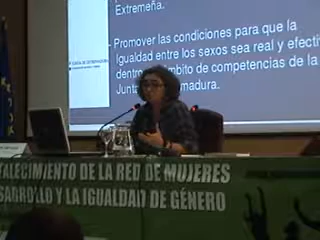 Extremeña.
- Promover las condiciones para que la
Igualdad entre los sexos sea real y efecti
dentro ámbito de competencias de la
Junta emadura.
TALECIMIENTO DE LA RED DE MUJERES
SARROLLO Y LA IGUALDAD DE GÉNERO